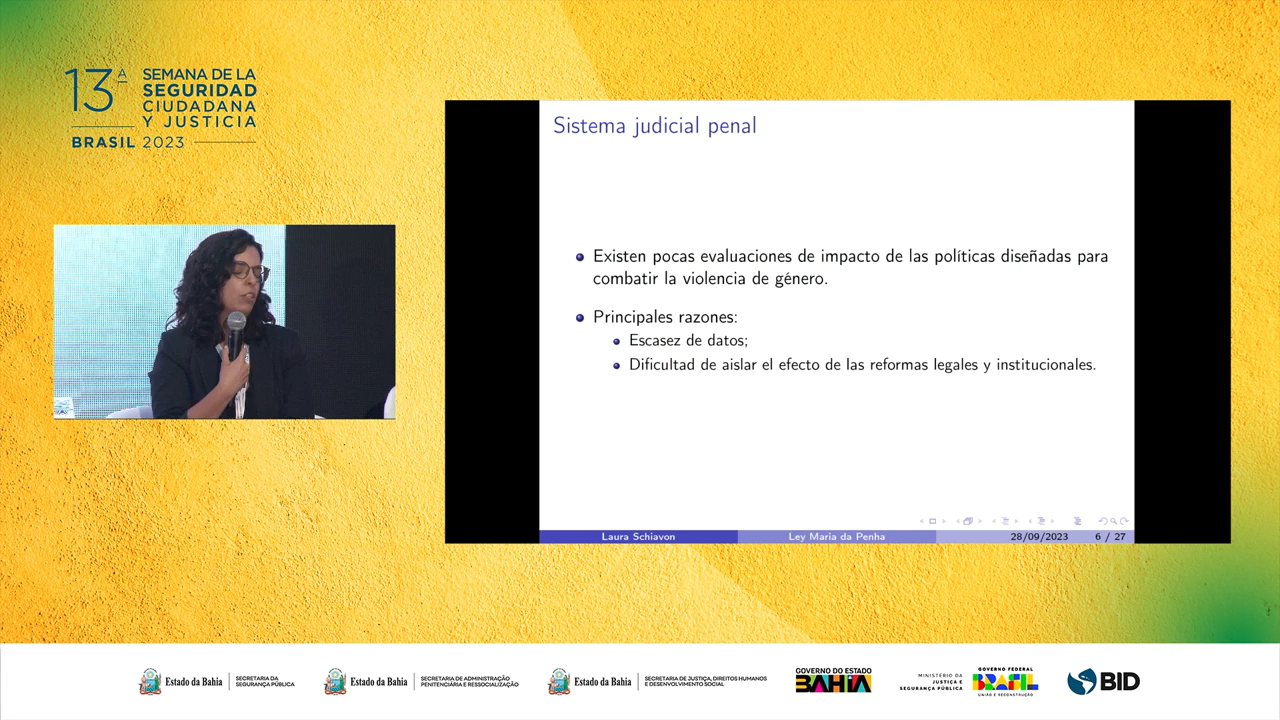 13ª
SEMANA DE LA
SEGURIDAD
CIUDADANA
Y JUSTICIA
BRASIL 2023
Sistema judicial penal
Existen pocas evaluaciones de impacto de las políticas diseñadas para
combatir la violencia de género.
Principales razones:
Escasez de datos;
Dificultad de aislar el efecto de las reformas legales y institucionales.
Laura Schiavon
Ley Maria da Penha
28/09/2023
6 / 27
Estado da Bahia
SECRETARIA DA
SEGURANÇA PÚBLICA
Estado da Bahia
SECRETARIA DE ADMINISTRAÇÃO
PENITENCIÁRIA E RESSOCIALIZAÇÃO
Estado da Bahia
SECRETARIA DE JUSTIÇA, DIREITOS HUMANOS
E DESENVOLVIMENTO SOCIAL
GOVERNO DO ESTADO
BAHIA
MINISTÉRIO DA
JUSTIÇA E
SEGURANÇA PÚBLICA
GOVERNO FEDERAL
BRASIL
UNIÃO E RECONSTRUÇÃO
BID